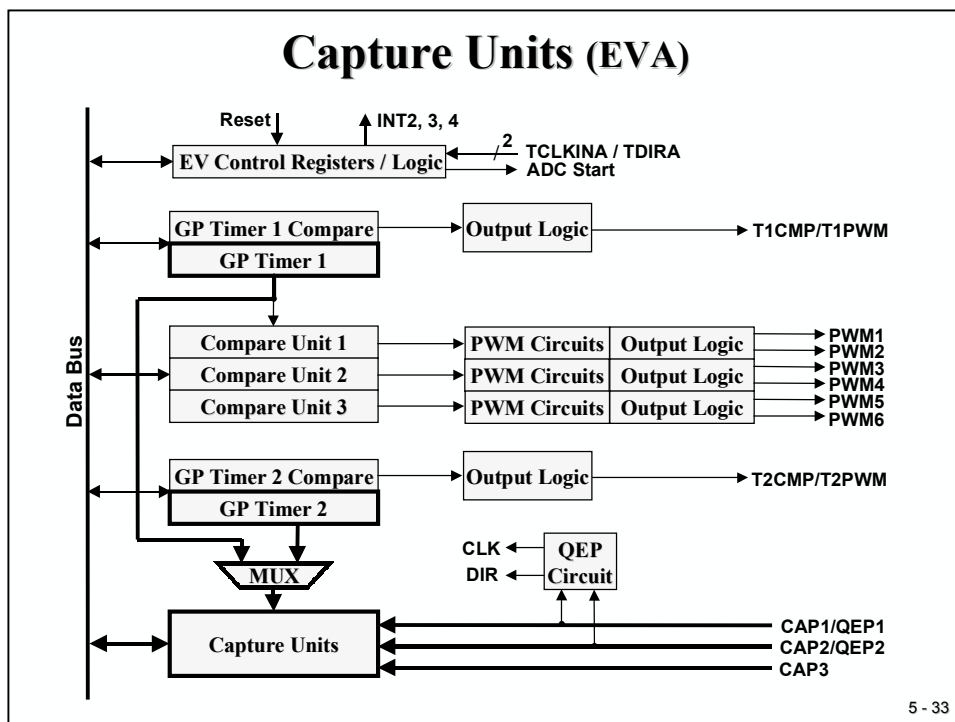 Capture Units (EVA)
Reset
INT2, 3, 4
2
TCLKINA / TDIRA
EV Control Registers / Logic
ADC Start
GP Timer 1 Compare
Output Logic
T1CMP/T1PWM
GP Timer 1
Data Bus
Compare Unit 1
PWM Circuits
Output Logic
PWM1
PWM2
Compare Unit 2
PWM Circuits
Output Logic
PWM3
PWM4
Compare Unit 3
PWM Circuits
Output Logic
PWM5
PWM6
GP Timer 2 Compare
Output Logic
T2CMP/T2PWM
GP Timer 2
CLK
DIR
QEP
Circuit
MUX
Capture Units
CAP1/QEP1
CAP2/QEP2
CAP3
5 - 33